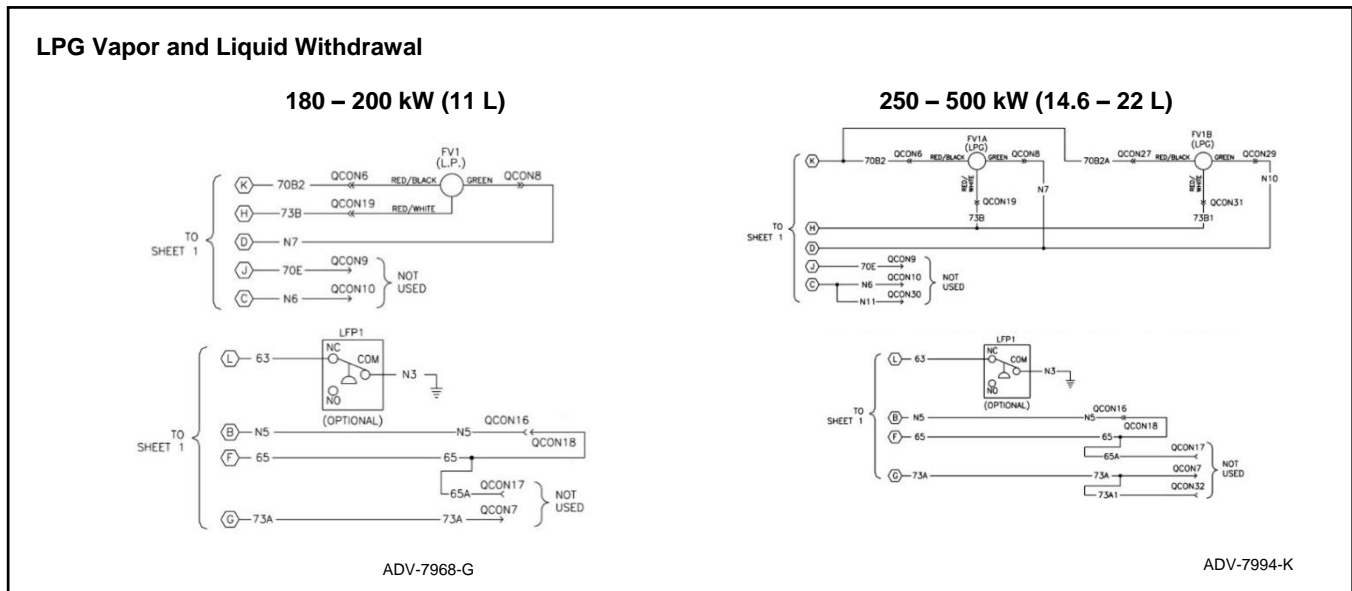 LPG Vapor and Liquid Withdrawal
180 – 200 kW (11 L)
FV1
(L.P.)
K 70B2 QCON6 RED/BLACK GREEN QCON8
H 73B QCON19 RED/WHITE
D N7
TO
SHEET 1
J 70E QCON9
C N6 QCON10
NOT
USED
LFP1
L 63 NC COM N3
NO
(OPTIONAL)
TO
SHEET 1
B N5 N5 QCON16
QCON18
F 65 65
65A QCON17
G 73A 73A QCON7
NOT
USED
ADV-7968-G
250 – 500 kW (14.6 – 22 L)
FV1A
(LPG)
FV1B
(LPG)
K 70B2 QCON6 RED/BLACK GREEN QCON8 70B2A QCON27 RED/BLACK GREEN QCON29
RED/
WHITE
N7
RED/
WHITE
N10
QCON19
QCON31
73B
73B1
H
D
TO
SHEET 1
J 70E QCON9
C N6 QCON10
N11 QCON30
NOT
USED
LFP1
L 63 NC COM N3
NO
(OPTIONAL)
TO
SHEET 1
B N5 N5 QCON16
QCON18
F 65 65
65A QCON17
G 73A 73A QCON7
73A1 QCON32
NOT
USED
ADV-7994-K